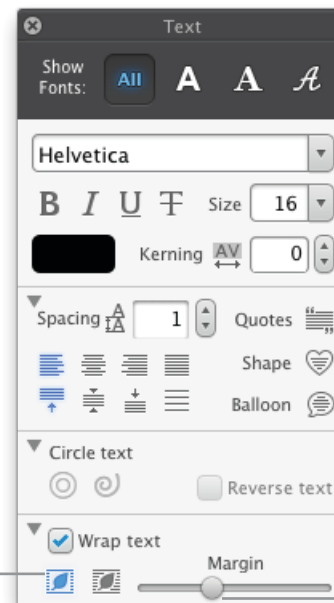 Text
Show Fonts: All A A A
Helvetica
B I U T Size 16
Kerning AV 0
Spacing A A 1 Quotes “”
Shape
Balloon
Circle text
Reverse text
Wrap text
Margin